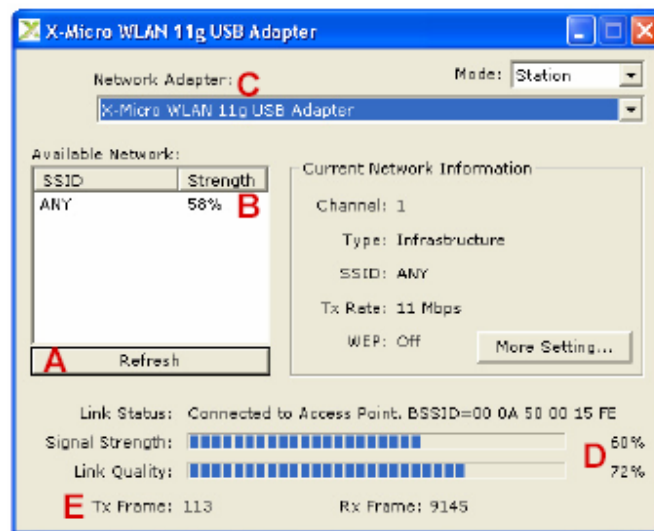 X-Micro WLAN 11g USB Adapter
Network Adapter: C
Mode: Station
X-Micro WLAN 11g USB Adapter
Available Network:
SSID Strength
ANY 58% B
A Refresh
Current Network Information
Channel: 1
Type: Infrastructure
SSID: ANY
Tx Rate: 11 Mbps
WEP: Off
More Setting...
Link Status: Connected to Access Point. BSSID=00 0A 50 00 15 FE
Signal Strength: 60%
D
Link Quality: 72%
E Tx Frame: 113 Rx Frame: 9145